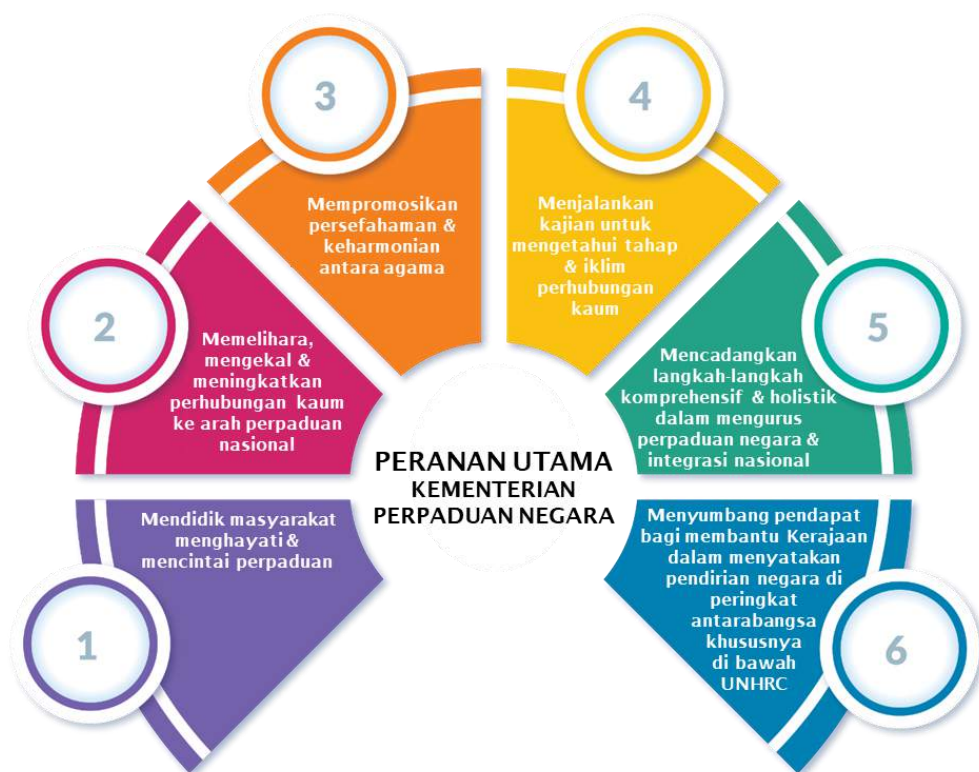 PERANAN UTAMA
KEMENTERIAN
PERPADUAN NEGARA
1
Mendidik masyarakat
menghayati &
mencintai perpaduan
2
Memelihara,
mengekal &
meningkatkan
perhubungan kaum
ke arah perpaduan
nasional
3
Mempromosikan
persefahaman &
keharmonian
antara agama
4
Menjalankan
kajian untuk
mengetahui tahap
& iklim
perhubungan
kaum
5
Mencadangkan
langkah-langkah
komprehensif & holistik
dalam mengurus
perpaduan negara &
integrasi nasional
6
Menyumbang pendapat
bagi membantu Kerajaan
dalam menyatakan
pendirian negara di
peringkat
antarabangsa
khususnya
di bawah
UNHRC